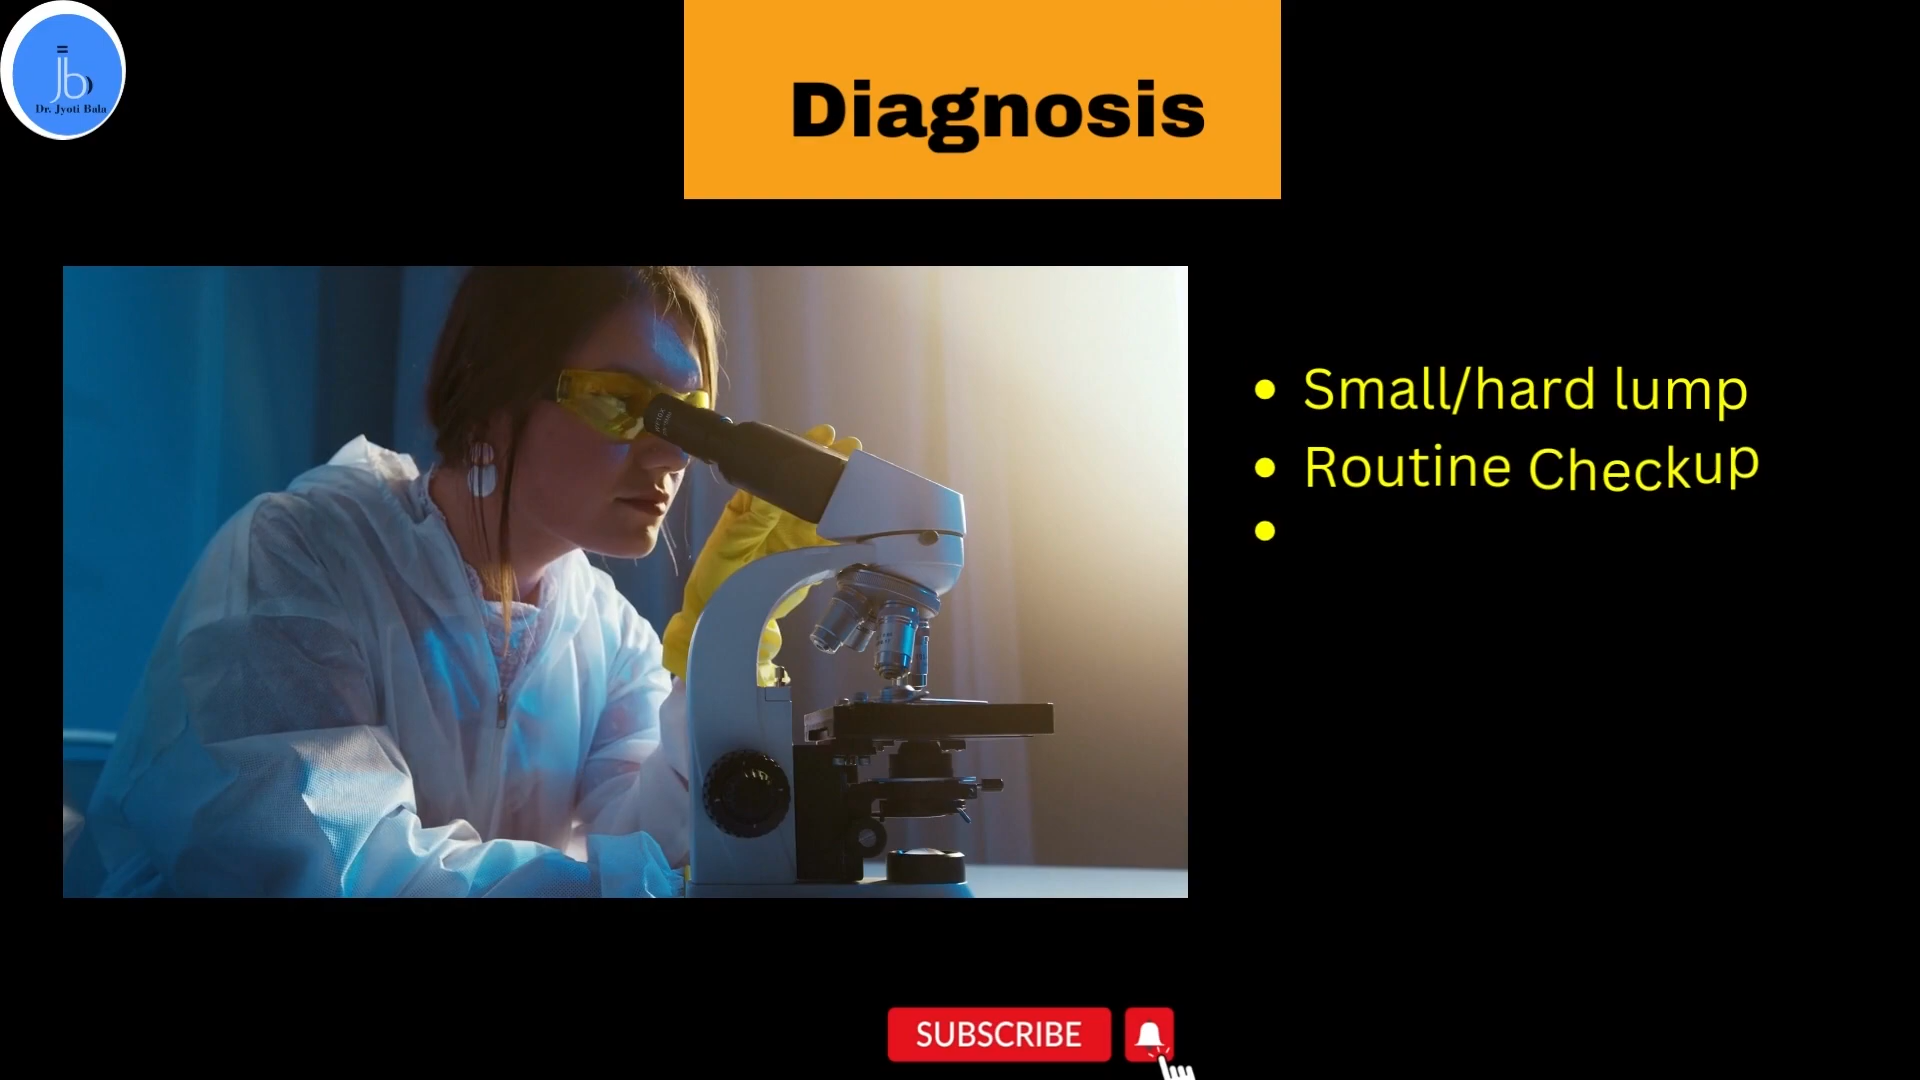 Dr. Jyoti Bala
Diagnosis
Small/hard lump
Routine Checkup
SUBSCRIBE